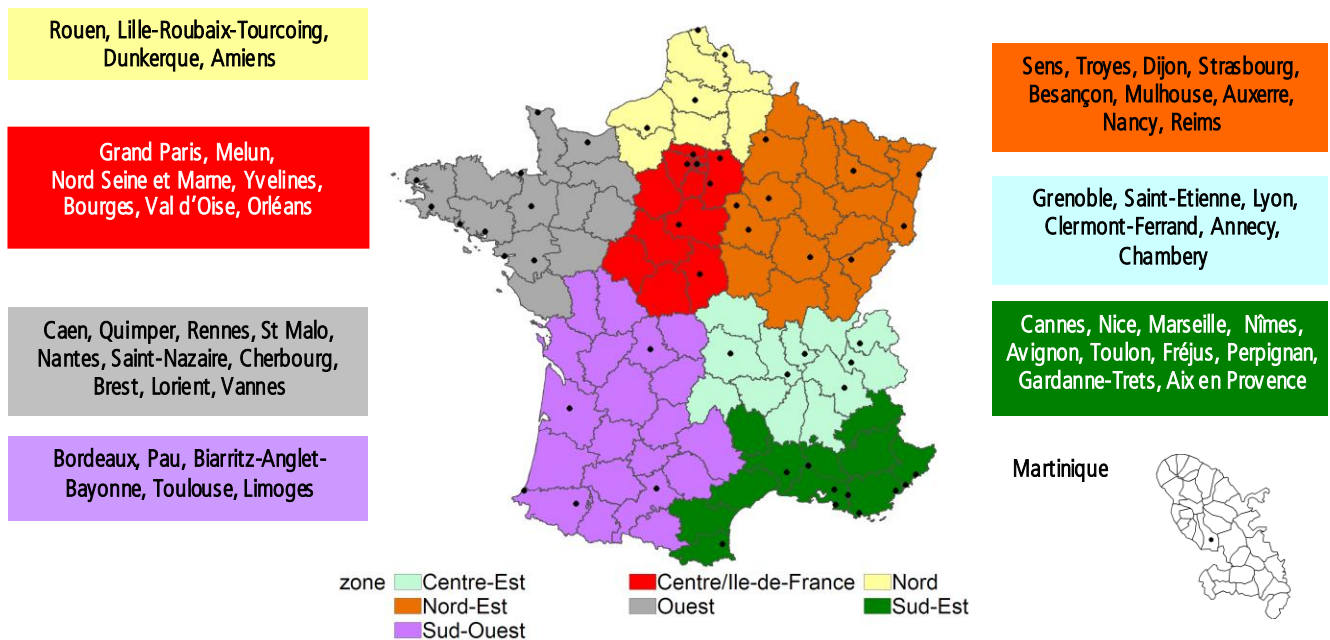 Rouen, Lille-Roubaix-Tourcoing,
Dunkerque, Amiens
Grand Paris, Melun,
Nord Seine et Marne, Yvelines,
Bourges, Val d'Oise, Orléans
Caen, Quimper, Rennes, St Malo,
Nantes, Saint-Nazaire, Cherbourg,
Brest, Lorient, Vannes
Bordeaux, Pau, Biarritz-Anglet-
Bayonne, Toulouse, Limoges
Sens, Troyes, Dijon, Strasbourg,
Besançon, Mulhouse, Auxerre,
Nancy, Reims
Grenoble, Saint-Etienne, Lyon,
Clermont-Ferrand, Annecy,
Chambery
Cannes, Nice, Marseille, Nîmes,
Avignon, Toulon, Fréjus, Perpignan,
Gardanne-Trets, Aix en Provence
Martinique
zone Centre-Est Centre/Ile-de-France Nord
Nord-Est Ouest Sud-Est
Sud-Ouest